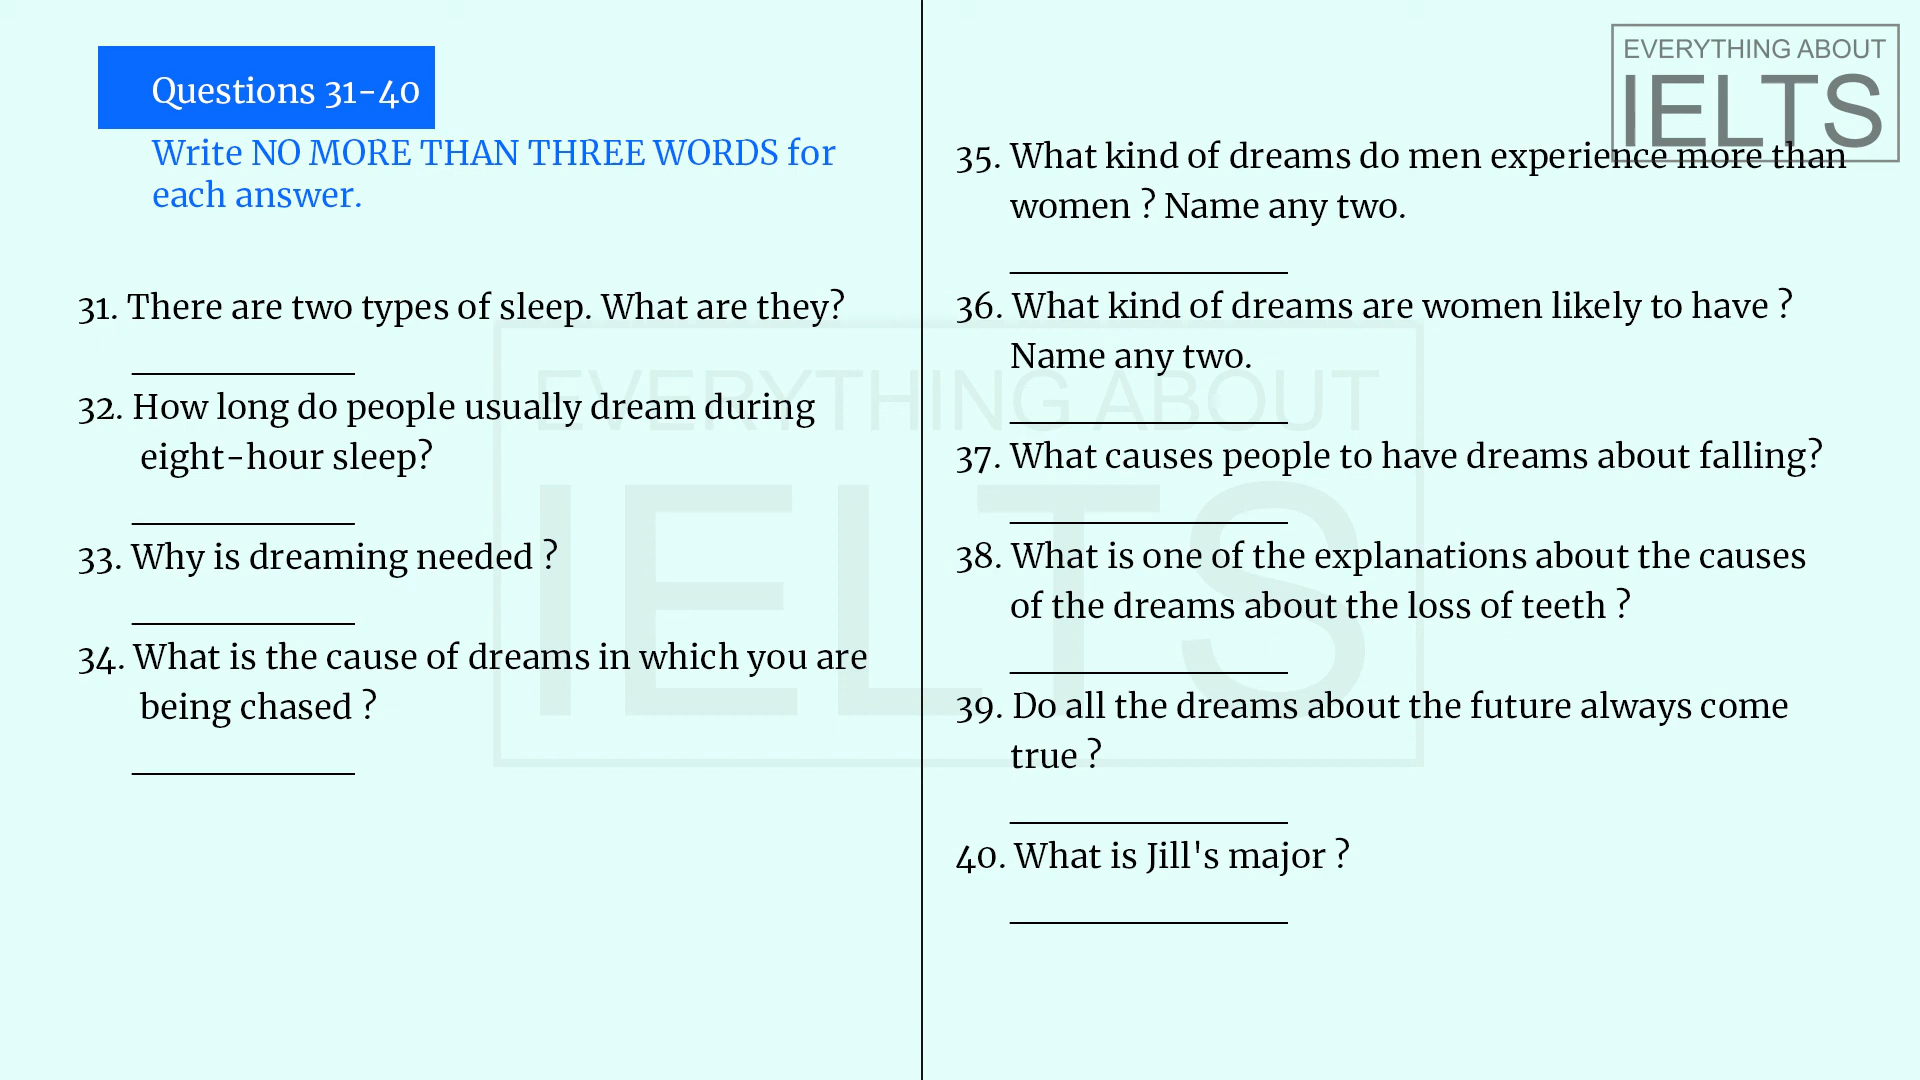 Questions 31-40
Write NO MORE THAN THREE WORDS for
each answer.
31. There are two types of sleep. What are they?
32. How long do people usually dream during
eight-hour sleep?
33. Why is dreaming needed ?
34. What is the cause of dreams in which you are
being chased ?
EVERYTHING ABOUT
IELTS
35. What kind of dreams do men experience more than
women ? Name any two.
36. What kind of dreams are women likely to have ?
Name any two.
37. What causes people to have dreams about falling?
38. What is one of the explanations about the causes
of the dreams about the loss of teeth ?
39. Do all the dreams about the future always come
true ?
40. What is Jill's major ?
EVERYTHING ABOUT
IELTS